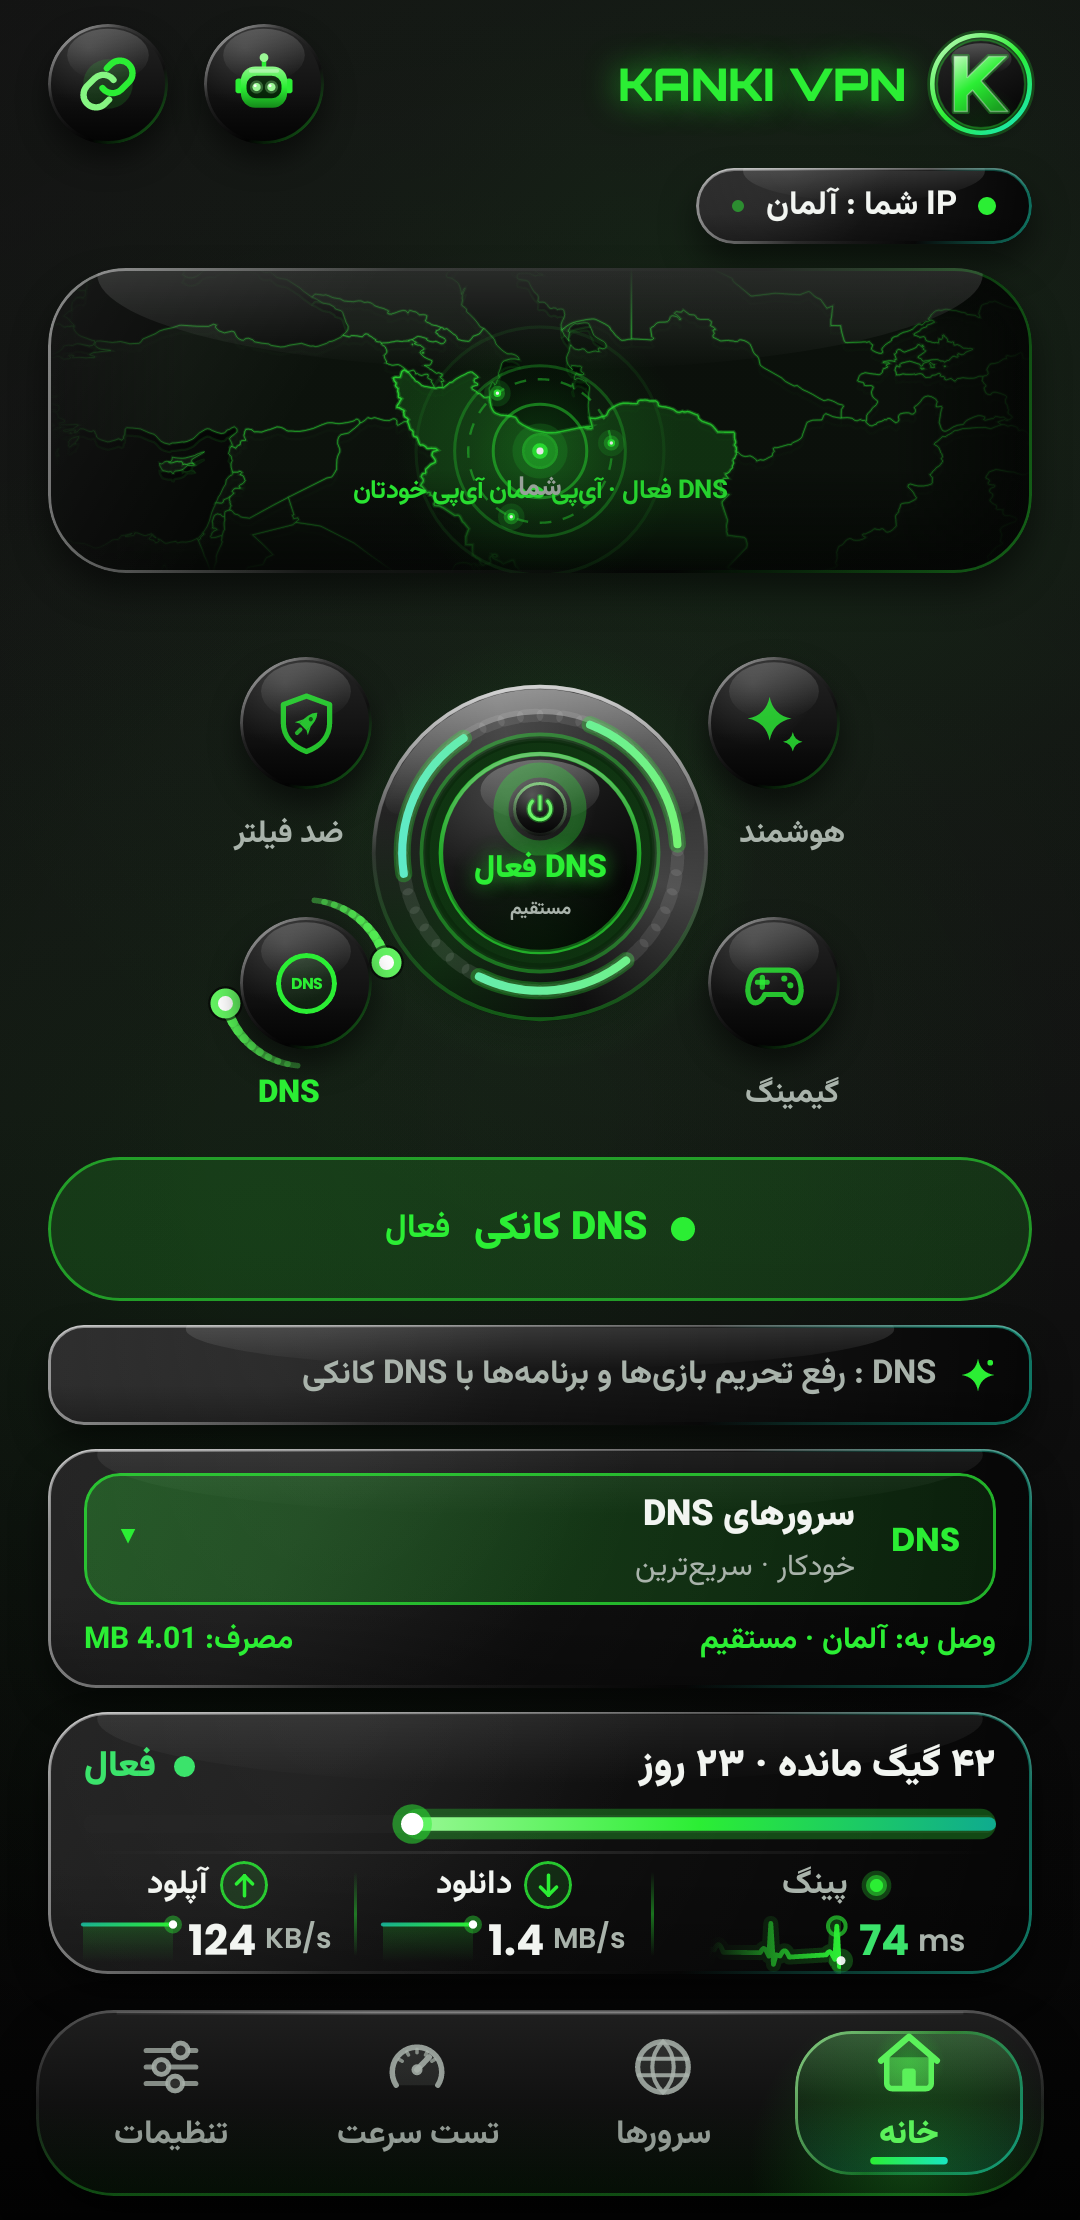 KANKI VPN
IP شما : آلمان
DNS فعال · آی‌پی همان آی‌پی خودتان
شما
ضد فیلتر
هوشمند
DNS فعال
مستقیم
DNS
DNS
گیمینگ
DNS کانکی فعال
DNS : رفع تحریم بازی‌ها و برنامه‌ها با DNS کانکی
DNS
سرورهای DNS
خودکار · سریع‌ترین
وصل به: آلمان · مستقیم
مصرف: 4.01 MB
۴۲ گیگ مانده · ۲۳ روز
فعال
پینگ
74 ms
دانلود
1.4 MB/s
آپلود
124 KB/s
خانه
سرورها
تست سرعت
تنظیمات